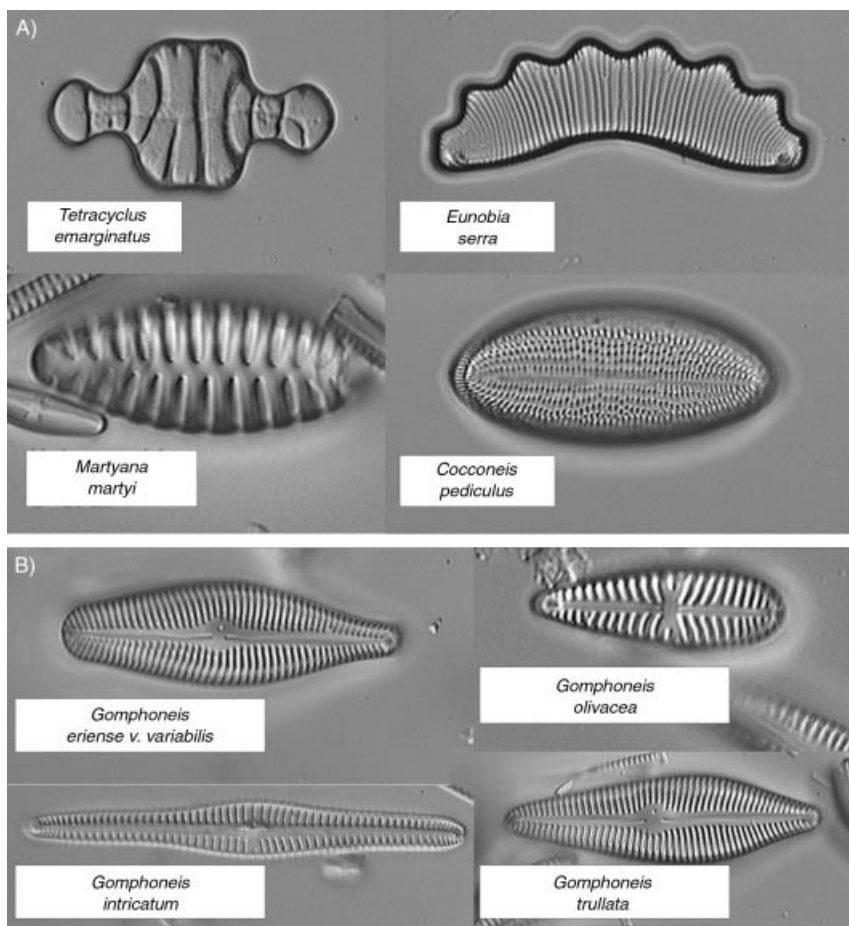 A)
Tetracyclus
emarginatus
Eunobia
serra
Martyana
martyi
Cocconeis
pediculus
B)
Gomphoneis
eriense v. variabilis
Gomphoneis
olivacea
Gomphoneis
intricatum
Gomphoneis
trullata